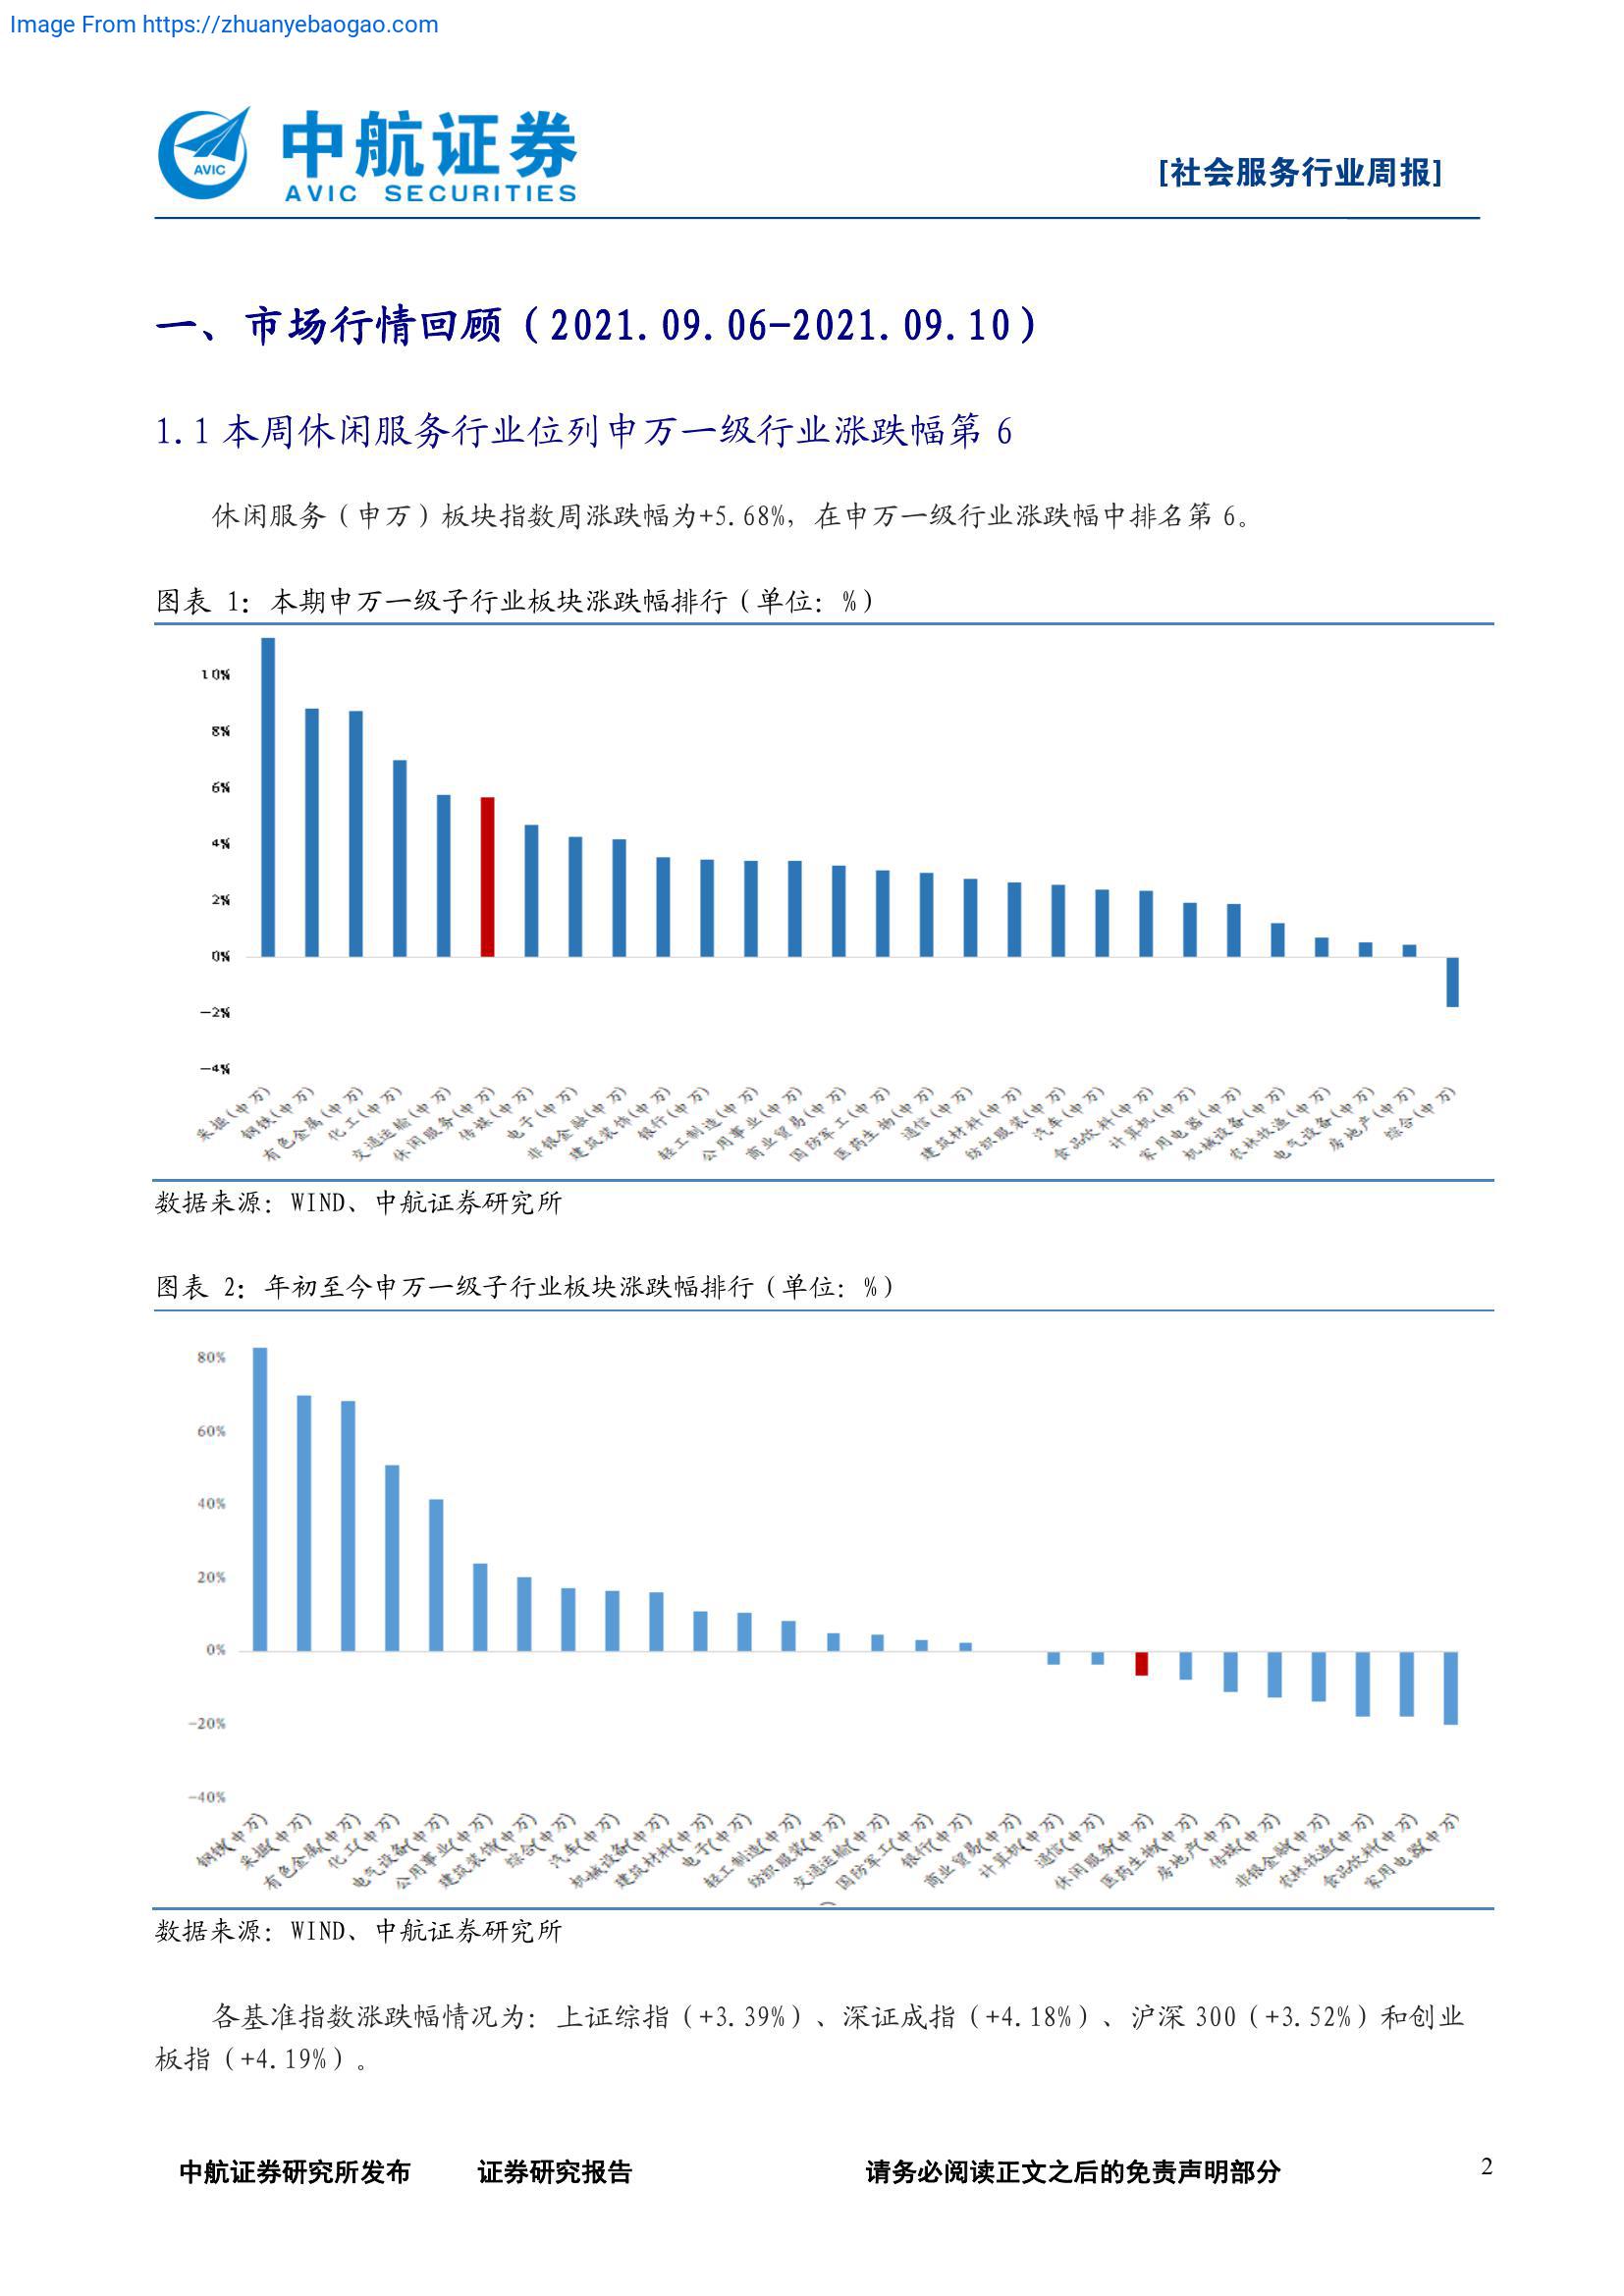 Image From https://zhuanyebaogao.com
AVIC
中航证券
AVIC SECURITIES
[社会服务行业周报]
一、市场行情回顾（2021.09.06-2021.09.10）
1.1 本周休闲服务行业位列申万一级行业涨跌幅第 6
休闲服务（申万）板块指数周涨跌幅为+5.68%，在申万一级行业涨跌幅中排名第 6。
图表 1：本期申万一级子行业板块涨跌幅排行（单位：%）
10%
8%
6%
4%
2%
0%
-2%
-4%
采掘(申万)
钢铁(申万)
有色金属(申万)
化工(申万)
交通运输(申万)
休闲服务(申万)
传媒(申万)
电子(申万)
非银金融(申万)
建筑装饰(申万)
银行(申万)
轻工制造(申万)
公用事业(申万)
商业贸易(申万)
国防军工(申万)
医药生物(申万)
通信(申万)
建筑材料(申万)
纺织服装(申万)
汽车(申万)
食品饮料(申万)
计算机(申万)
家用电器(申万)
机械设备(申万)
农林牧渔(申万)
电气设备(申万)
房地产(申万)
综合(申万)
数据来源：WIND、中航证券研究所
图表 2：年初至今申万一级子行业板块涨跌幅排行（单位：%）
80%
60%
40%
20%
0%
-20%
-40%
钢铁(申万)
采掘(申万)
有色金属(申万)
化工(申万)
电气设备(申万)
公用事业(申万)
建筑装饰(申万)
综合(申万)
汽车(申万)
机械设备(申万)
建筑材料(申万)
电子(申万)
轻工制造(申万)
纺织服装(申万)
交通运输(申万)
国防军工(申万)
银行(申万)
商业贸易(申万)
计算机(申万)
通信(申万)
休闲服务(申万)
医药生物(申万)
房地产(申万)
传媒(申万)
非银金融(申万)
农林牧渔(申万)
食品饮料(申万)
家用电器(申万)
数据来源：WIND、中航证券研究所
各基准指数涨跌幅情况为：上证综指（+3.39%）、深证成指（+4.18%）、沪深 300（+3.52%）和创业
板指（+4.19%）。
中航证券研究所发布 证券研究报告 请务必阅读正文之后的免责声明部分 2